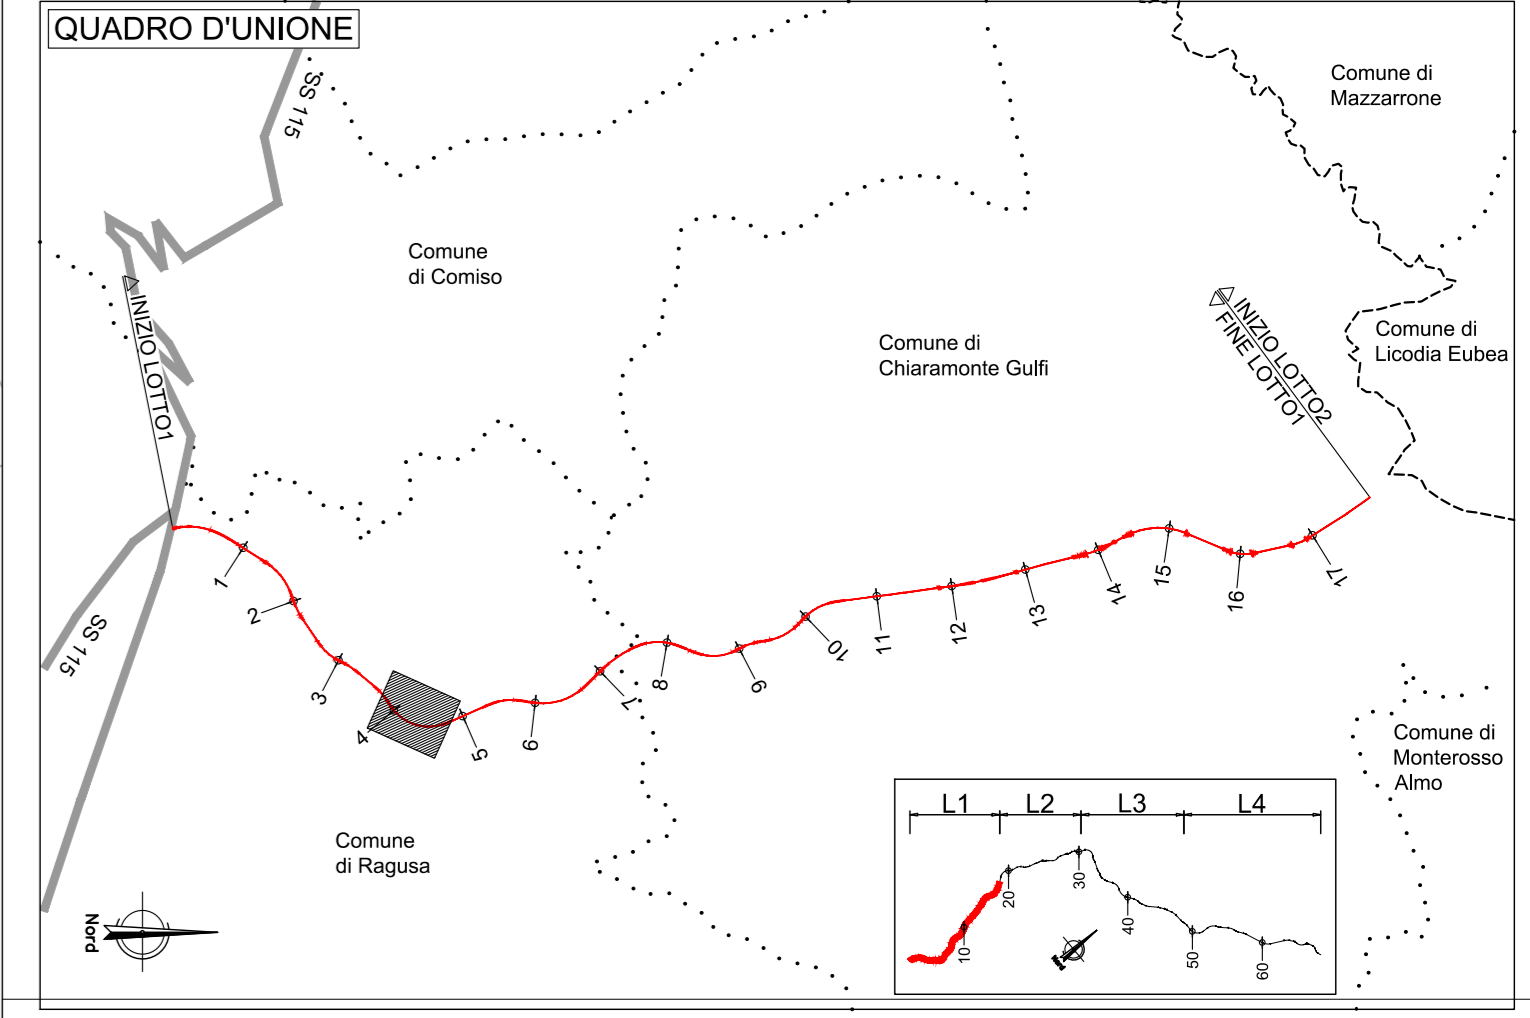 QUADRO D'UNIONE
SS 115
Comune di
Mazzarrone
Comune
di Comiso
INIZIO LOTTO1
Comune di
Chiaramonte Gulfi
INIZIO LOTTO2
FINE LOTTO1
Comune di
Licodia Eubea
1
2
3
4
5
6
7
8
9
10
11
12
13
14
15
16
17
SS 115
Comune di
Monterosso
Almo
Comune
di Ragusa
Nord
L1
L2
L3
L4
10
20
30
40
50
60
Nord